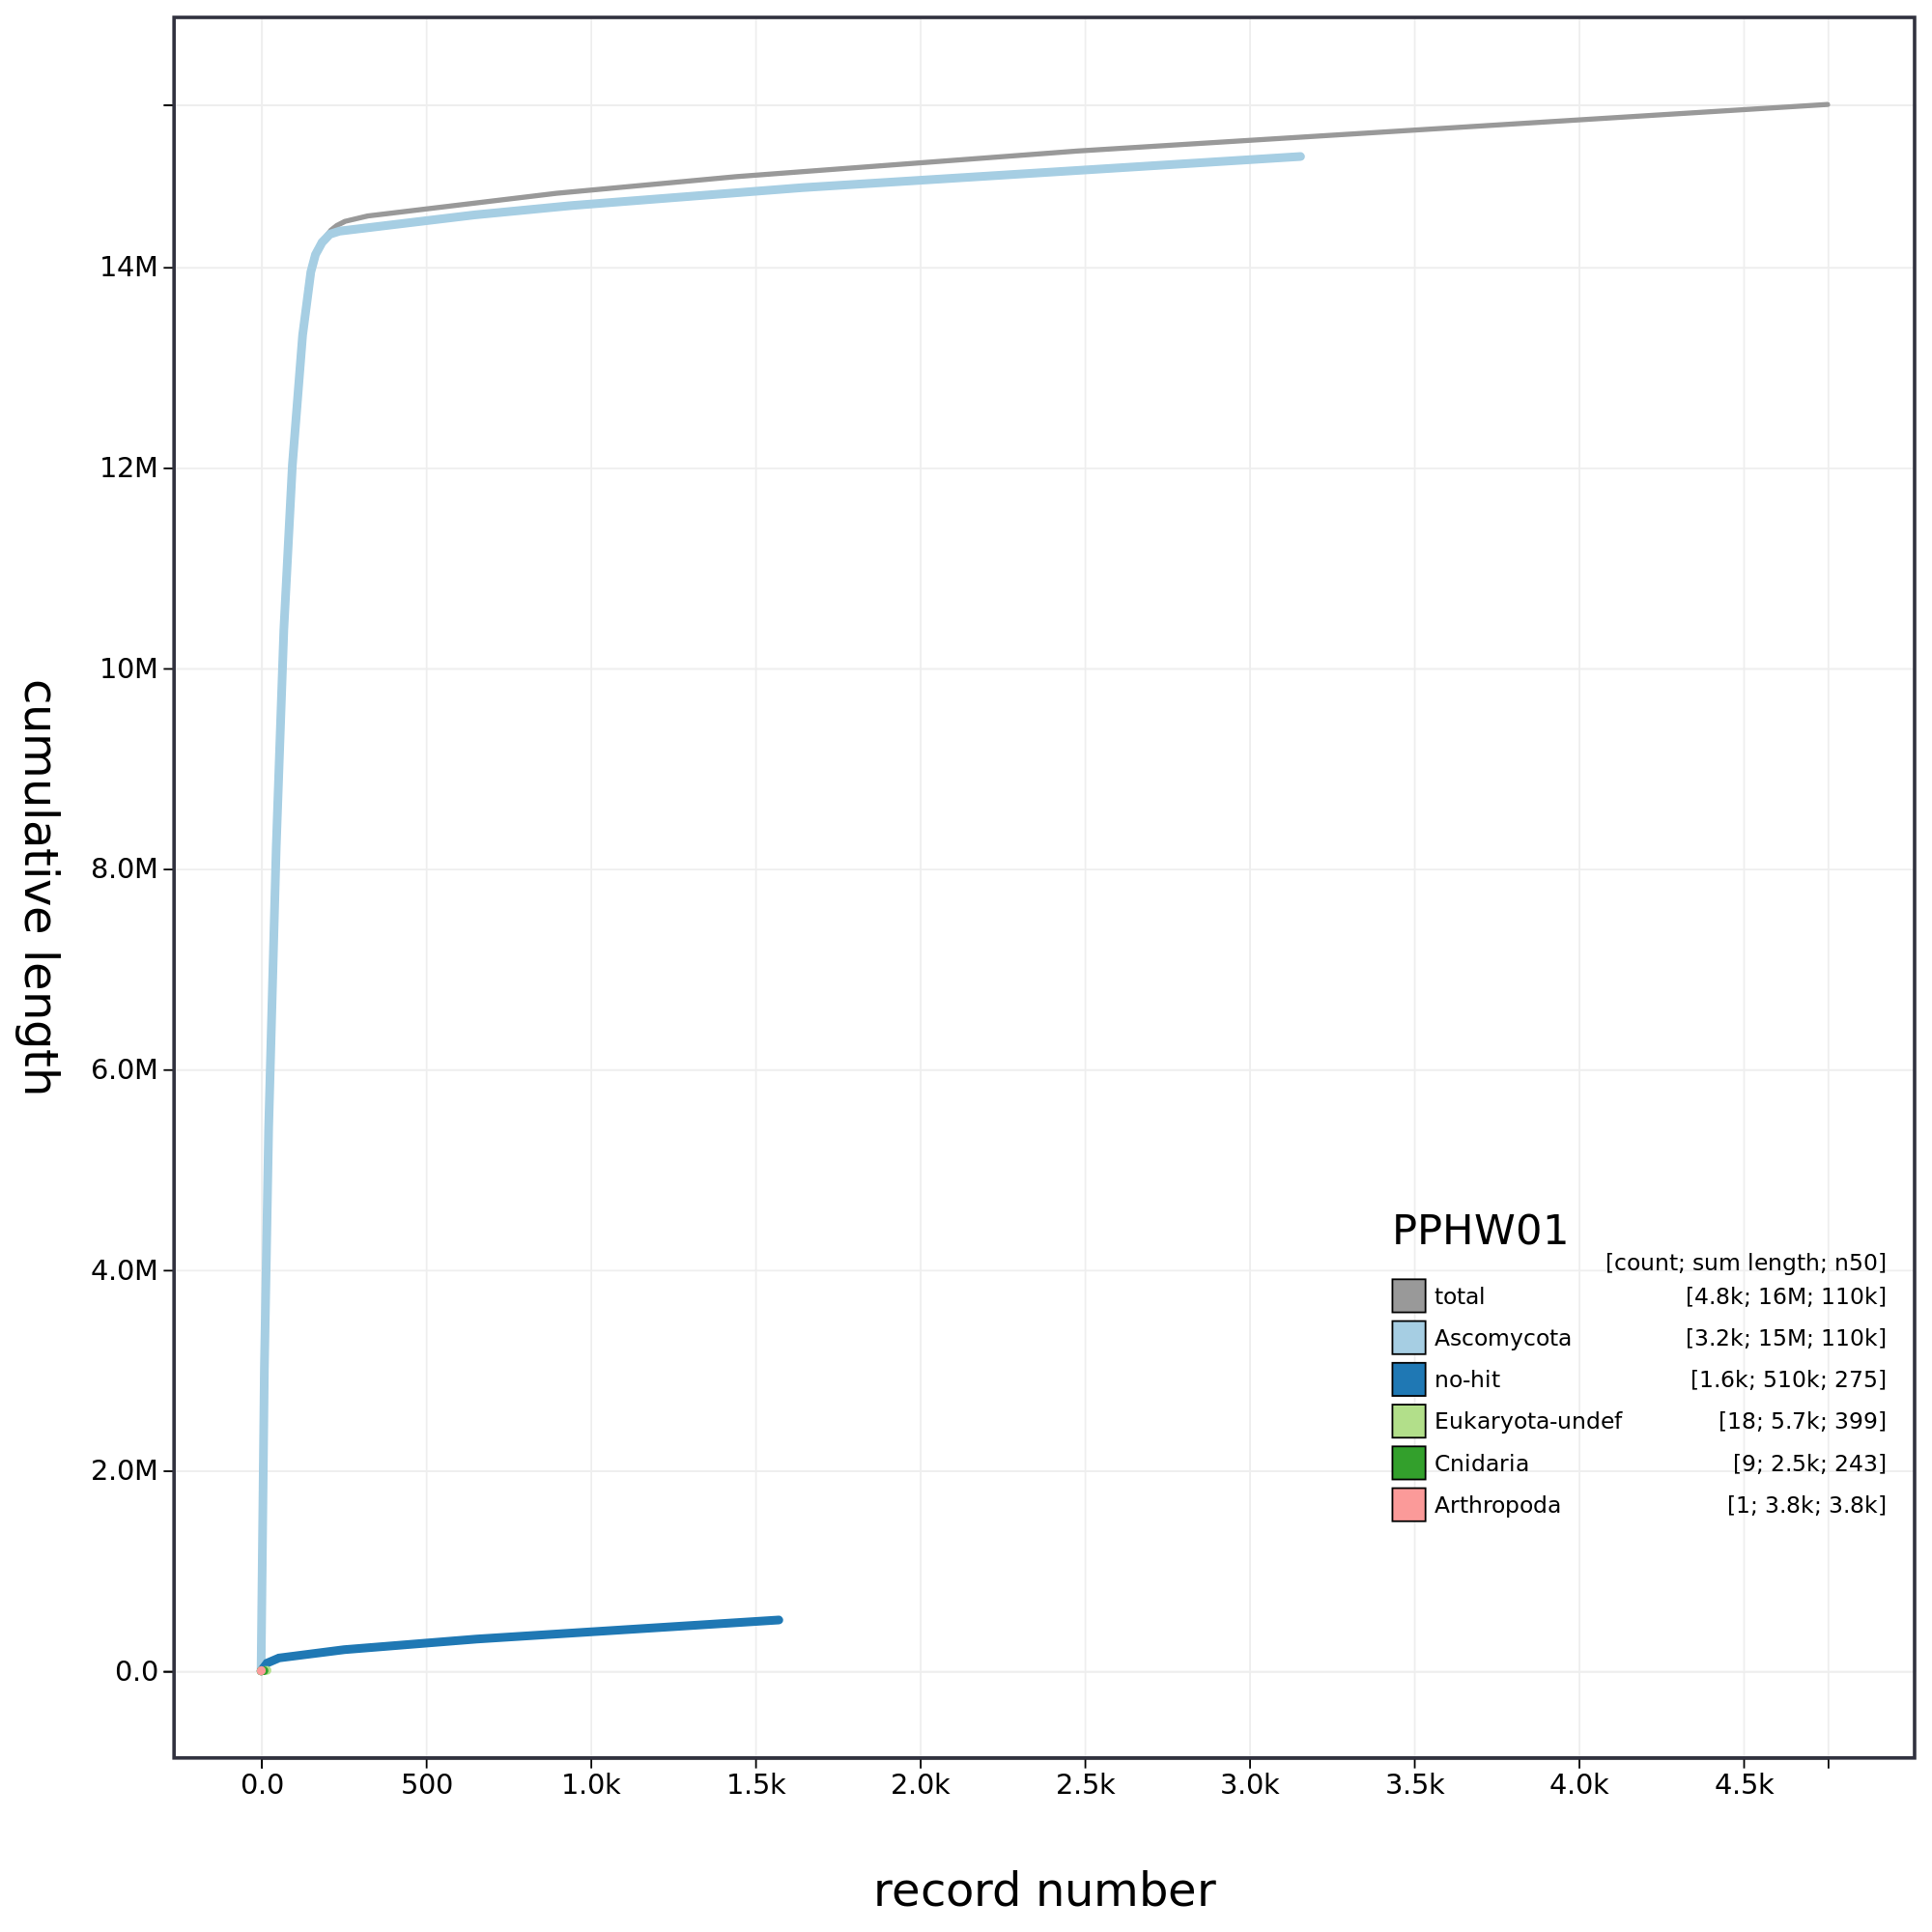 14M
12M
10M
8.0M
6.0M
4.0M
2.0M
0.0
cumulative length
0.0 500 1.0k 1.5k 2.0k 2.5k 3.0k 3.5k 4.0k 4.5k
record number
PPHW01
[count; sum length; n50]
total [4.8k; 16M; 110k]
Ascomycota [3.2k; 15M; 110k]
no-hit [1.6k; 510k; 275]
Eukaryota-undef [18; 5.7k; 399]
Cnidaria [9; 2.5k; 243]
Arthropoda [1; 3.8k; 3.8k]